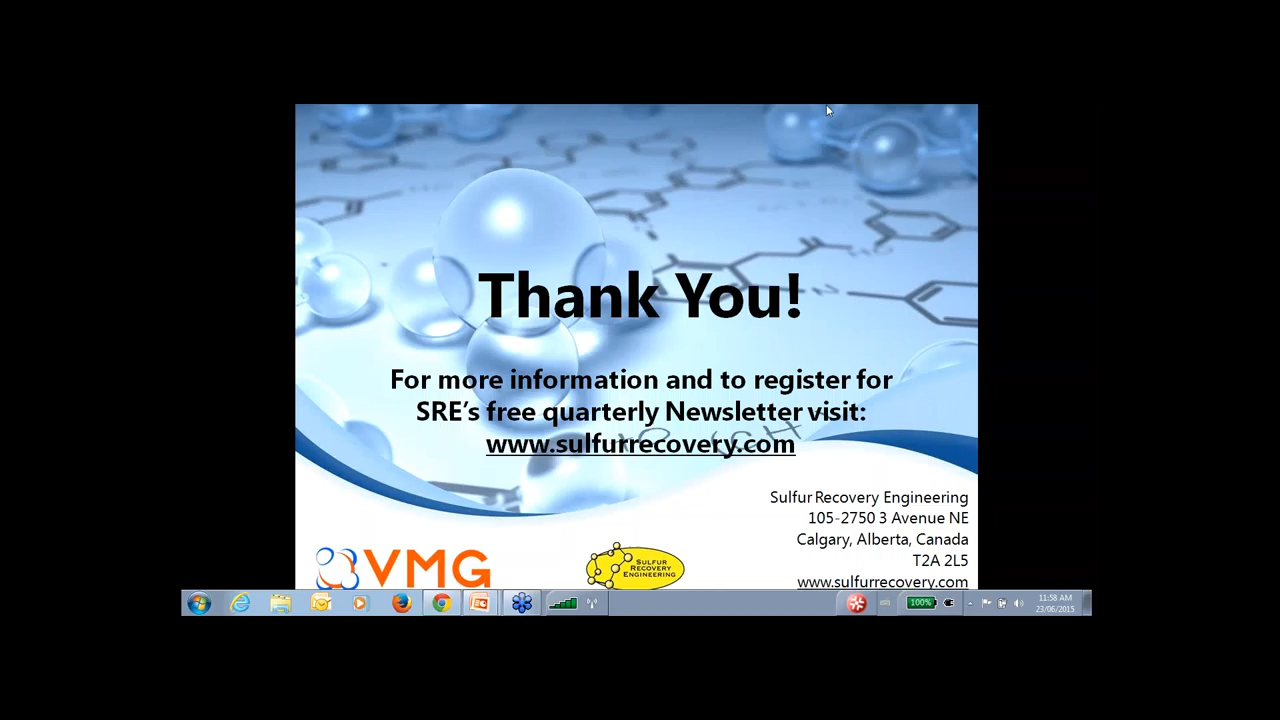 Thank You!
For more information and to register for
SRE's free quarterly Newsletter visit:
www.sulfurrecovery.com
Sulfur Recovery Engineering
105-2750 3 Avenue NE
Calgary, Alberta, Canada
T2A 2L5
www.sulfurrecovery.com
VMG
SULFUR
RECOVERY
ENGINEERING
100%
11:58 AM
23/06/2015